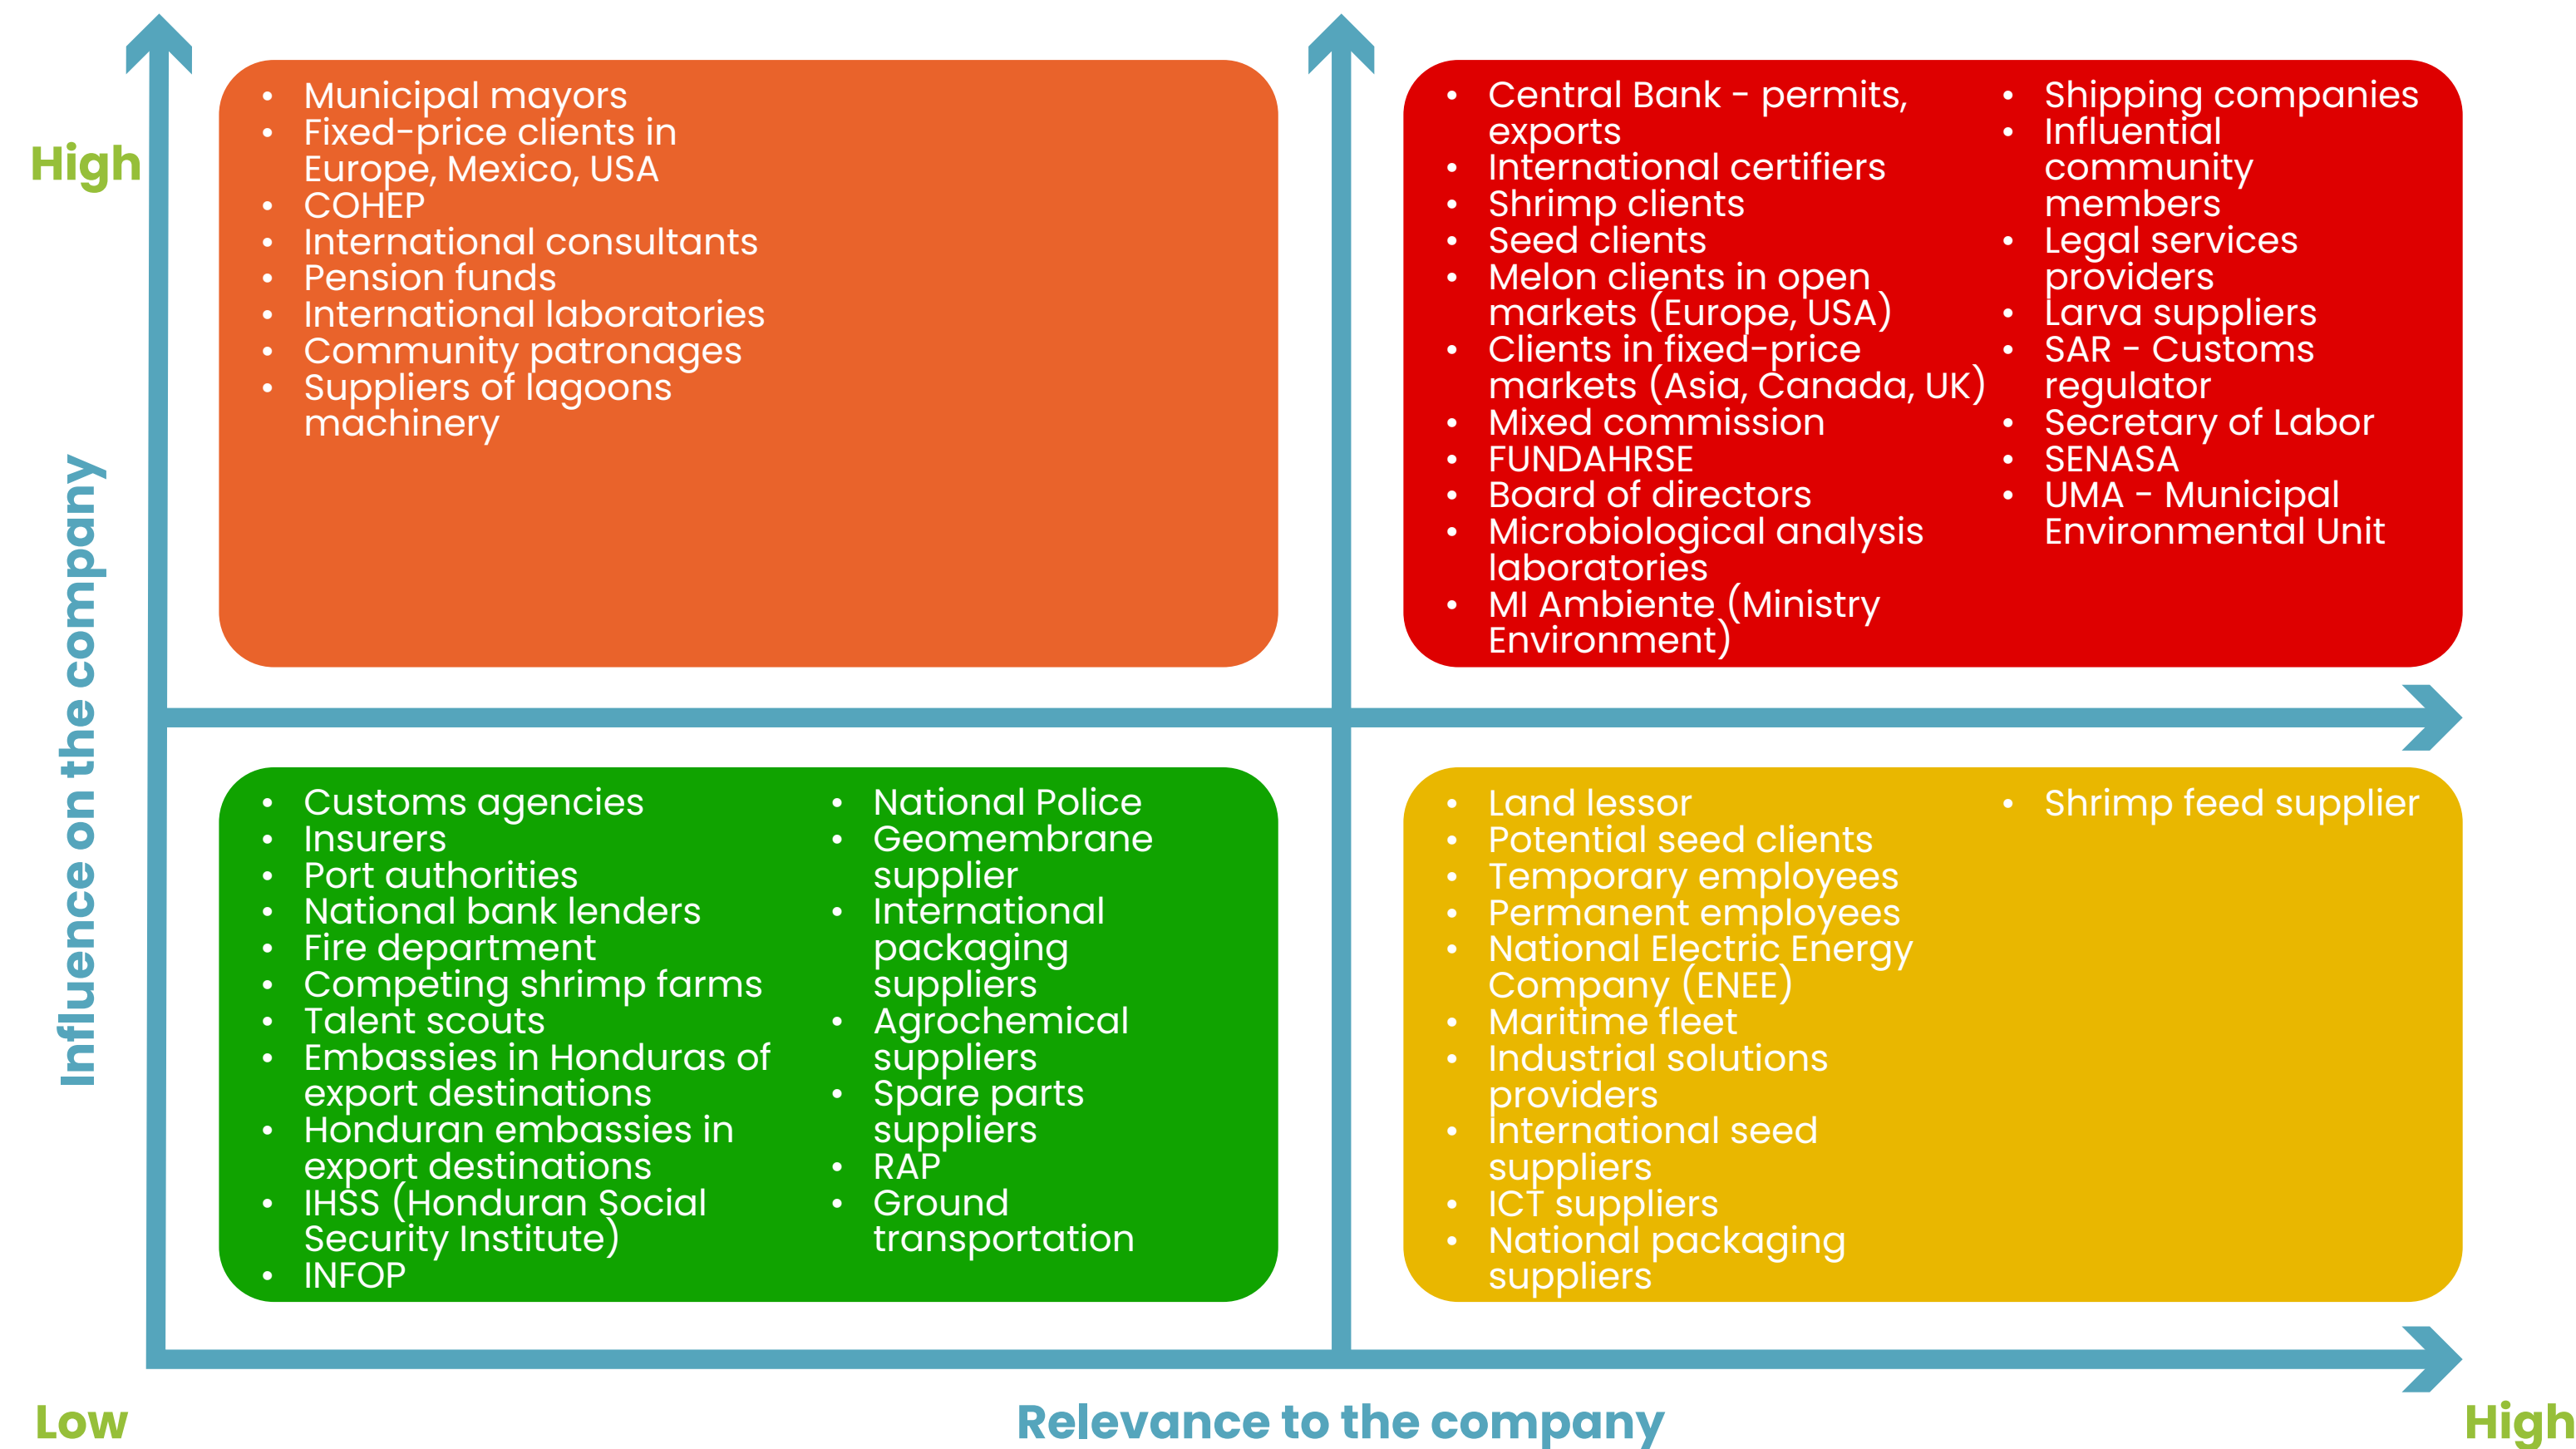 High
Influence on the company
• Municipal mayors
• Fixed-price clients in
Europe, Mexico, USA
• COHEP
• International consultants
• Pension funds
• International laboratories
• Community patronages
• Suppliers of lagoons
machinery
• Central Bank - permits,
exports
• International certifiers
• Shrimp clients
• Seed clients
• Melon clients in open
markets (Europe, USA)
• Clients in fixed-price
markets (Asia, Canada, UK)
• Mixed commission
• FUNDAHRSE
• Board of directors
• Microbiological analysis
laboratories
• MI Ambiente (Ministry
Environment)
• Shipping companies
• Influential
community
members
• Legal services
providers
• Larva suppliers
• SAR - Customs
regulator
• Secretary of Labor
• SENASA
• UMA - Municipal
Environmental Unit
• Customs agencies
• Insurers
• Port authorities
• National bank lenders
• Fire department
• Competing shrimp farms
• Talent scouts
• Embassies in Honduras of
export destinations
• Honduran embassies in
export destinations
• IHSS (Honduran Social
Security Institute)
• INFOP
• National Police
• Geomembrane
supplier
• International
packaging
suppliers
• Agrochemical
suppliers
• Spare parts
suppliers
• RAP
• Ground
transportation
• Land lessor
• Potential seed clients
• Temporary employees
• Permanent employees
• National Electric Energy
Company (ENEE)
• Maritime fleet
• Industrial solutions
providers
• International seed
suppliers
• ICT suppliers
• National packaging
suppliers
• Shrimp feed supplier
Low
Relevance to the company
High